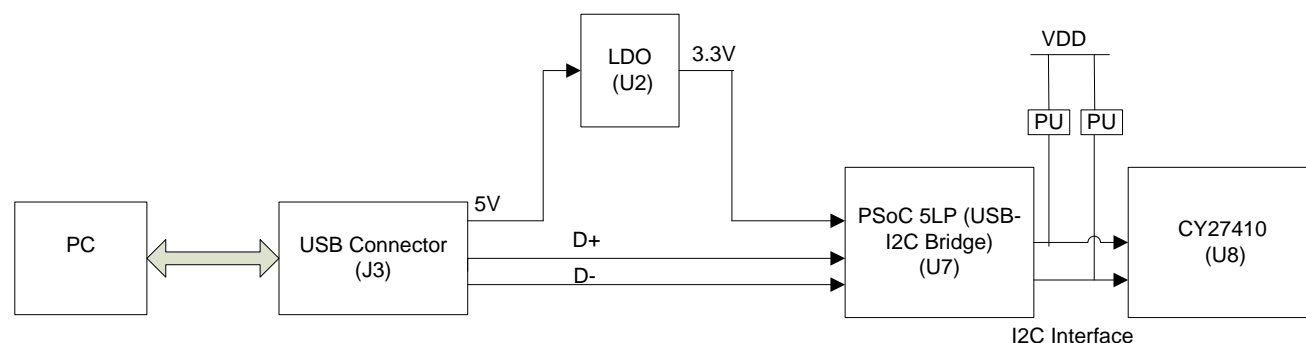 LDO
(U2)
3.3V
VDD
PU
PU
5V
PC
USB Connector
(J3)
D+
D-
PSoC 5LP (USB-
I2C Bridge)
(U7)
CY27410
(U8)
I2C Interface